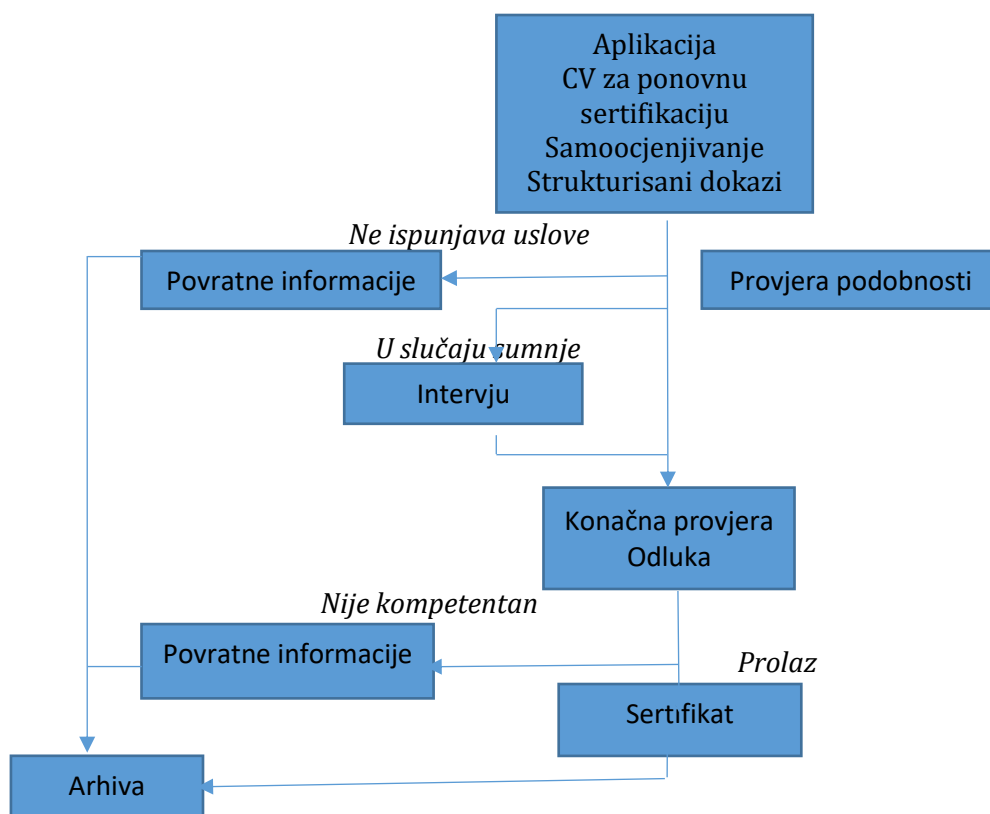 Aplikacija
CV za ponovnu
sertifikaciju
Samoocjenjivanje
Strukturisani dokazi
Ne ispunjava uslove
Povratne informacije
Provjera podobnosti
U slučaju sumnje
Intervju
Konačna provjera
Odluka
Nije kompetentan
Povratne informacije
Prolaz
Sertifikat
Arhiva